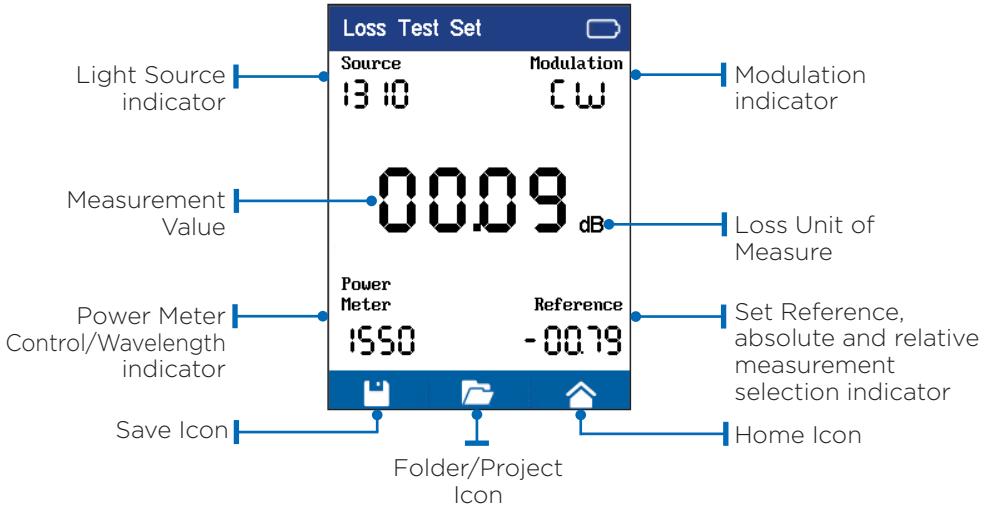 Loss Test Set
Light Source
indicator
Source
1310
Modulation
CW
Modulation
indicator
Measurement
Value
00.09
dB
Loss Unit of
Measure
Power Meter
Control/Wavelength
indicator
Power
Meter
1550
Reference
-00.79
Set Reference,
absolute and relative
measurement
selection indicator
Save Icon
Folder/Project
Icon
Home Icon